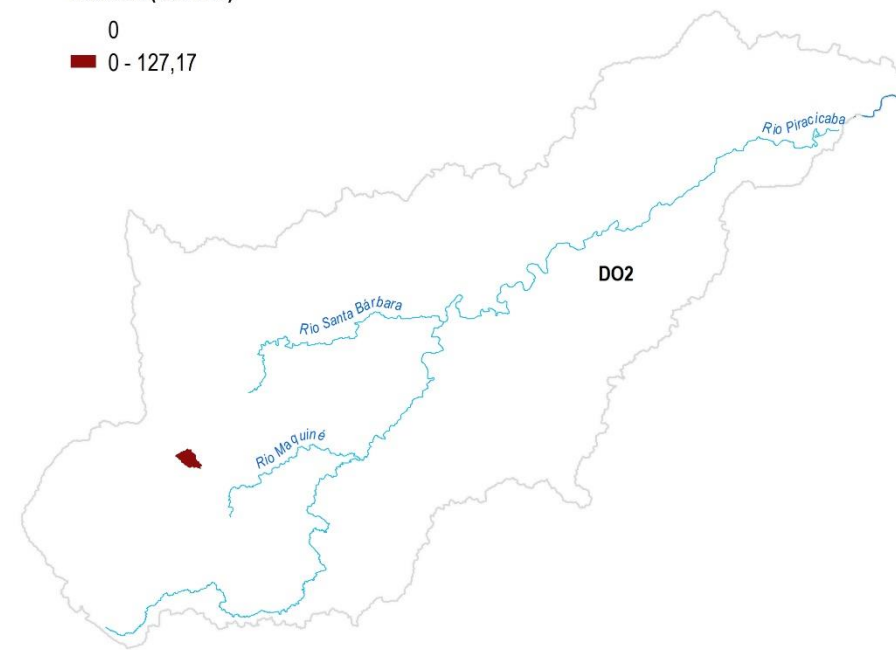 0
0 - 127,17
Rio Piracicaba
DO2
Rio Santa Bárbara
Rio Maquiné